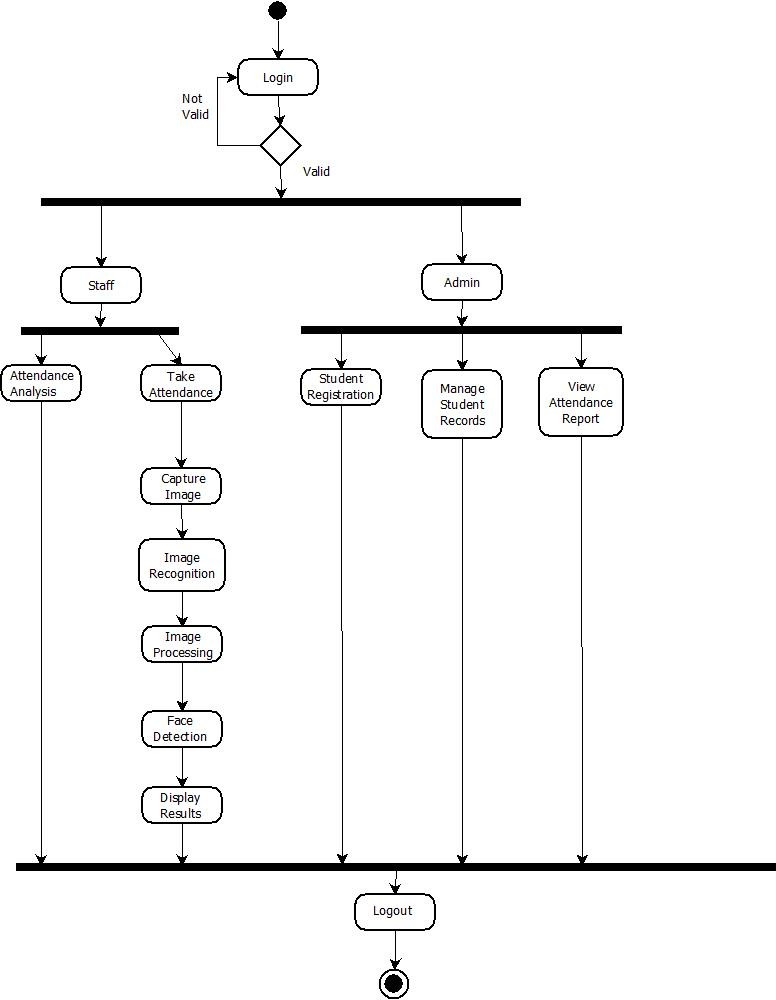 Login
Not
Valid
Valid
Staff
Admin
Attendance
Analysis
Take
Attendance
Student
Registration
Manage
Student
Records
View
Attendance
Report
Capture
Image
Image
Recognition
Image
Processing
Face
Detection
Display
Results
Logout